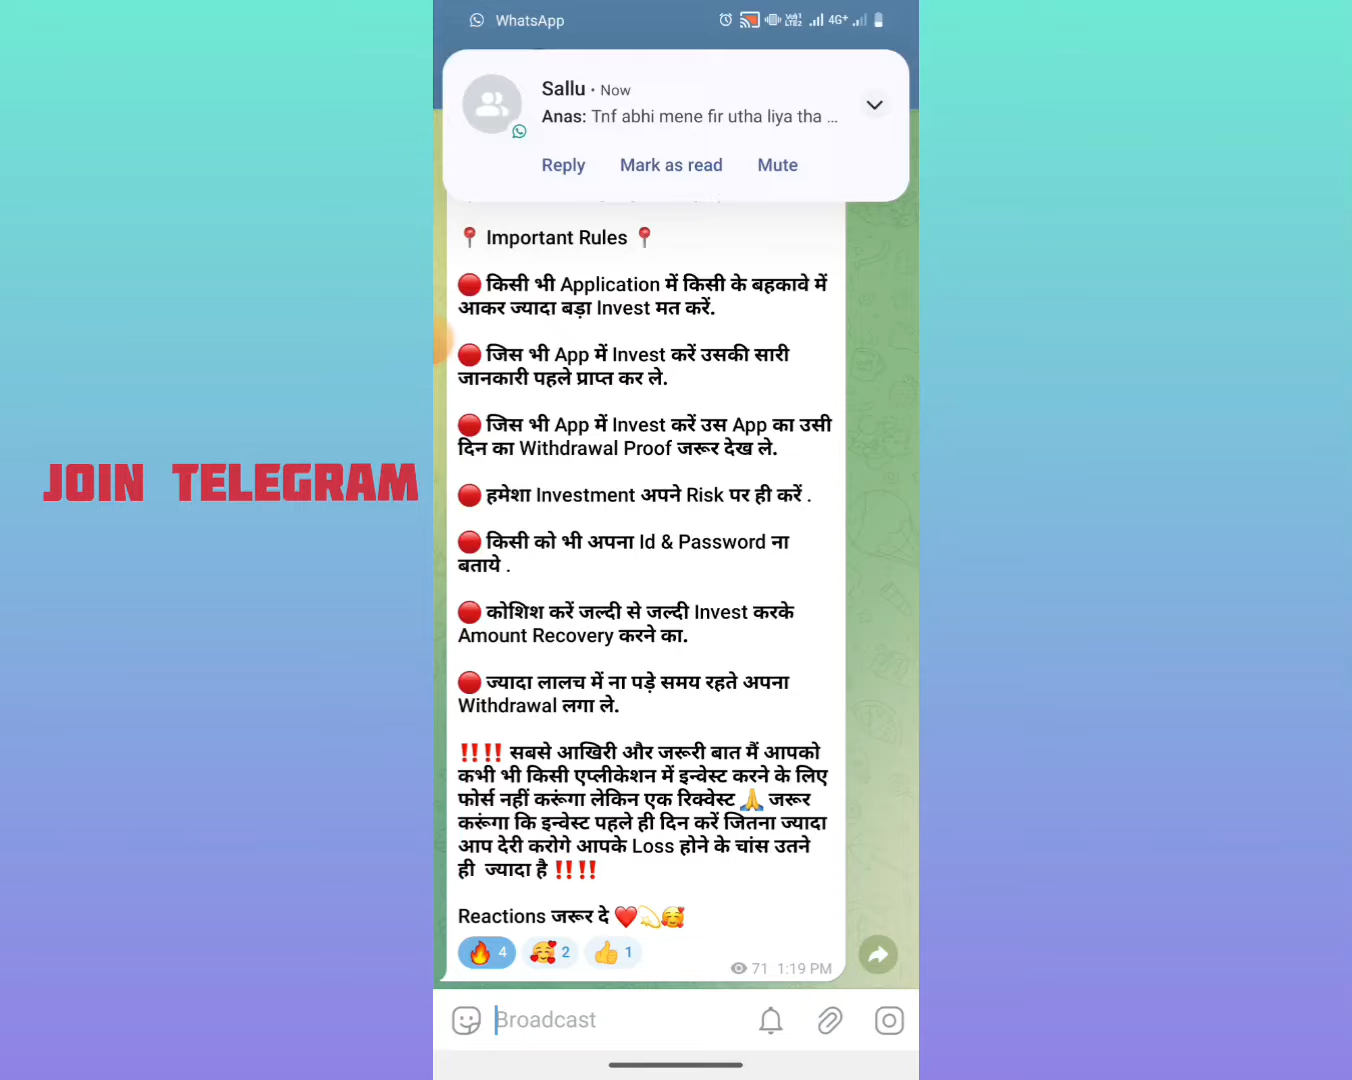 WhatsApp
4G+
Sallu • Now
Anas: Tnf abhi mene fir utha liya tha ...
Reply Mark as read Mute
📍 Important Rules 📍
🔴 किसी भी Application में किसी के बहकावे में
आकर ज्यादा बड़ा Invest मत करें.
🔴 जिस भी App में Invest करें उसकी सारी
जानकारी पहले प्राप्त कर ले.
🔴 जिस भी App में Invest करें उस App का उसी
दिन का Withdrawal Proof जरूर देख ले.
🔴 हमेशा Investment अपने Risk पर ही करें .
🔴 किसी को भी अपना Id & Password ना
बताये .
🔴 कोशिश करें जल्दी से जल्दी Invest करके
Amount Recovery करने का.
🔴 ज्यादा लालच में ना पड़े समय रहते अपना
Withdrawal लगा ले.
‼️‼️ सबसे आखिरी और जरूरी बात मैं आपको
कभी भी किसी एप्लीकेशन में इन्वेस्ट करने के लिए
फोर्स नहीं करूंगा लेकिन एक रिक्वेस्ट 🙏 जरूर
करूंगा कि इन्वेस्ट पहले ही दिन करें जितना ज्यादा
आप देरी करोगे आपके Loss होने के चांस उतने
ही ज्यादा है ‼️‼️
Reactions जरूर दे ❤️💫🥰
🔥 4 🥰 2 👍 1
71 1:19 PM
Broadcast
JOIN TELEGRAM